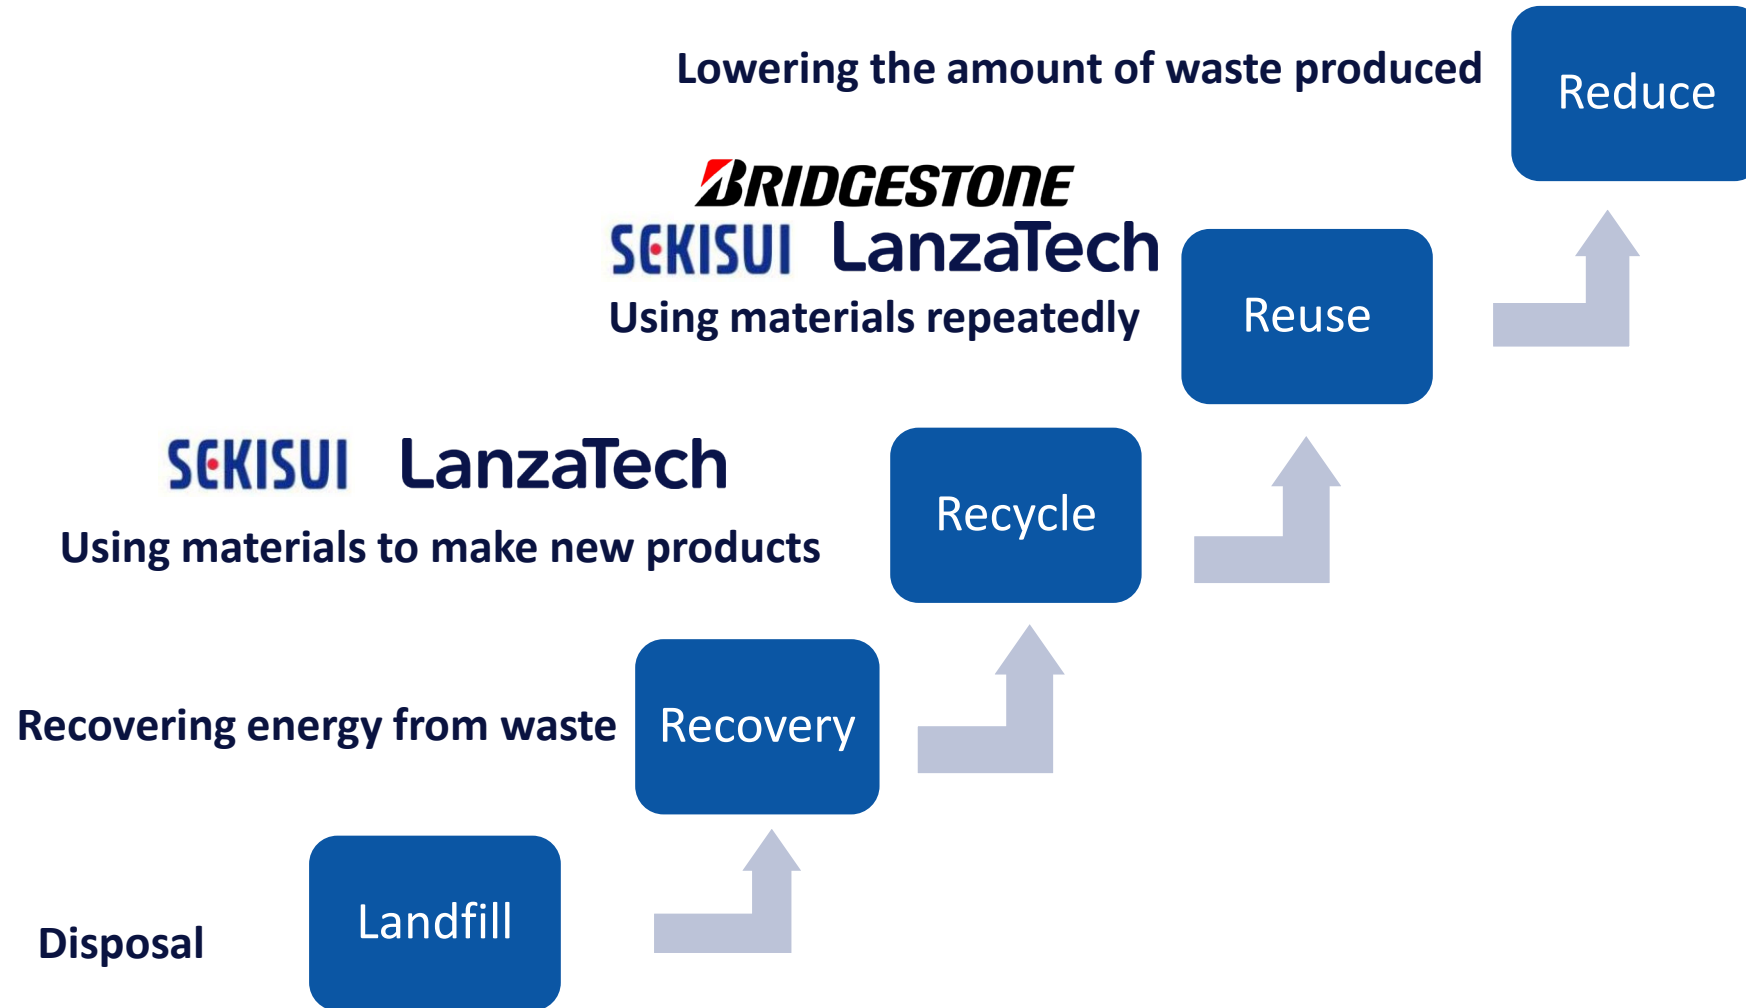 Lowering the amount of waste produced
Reduce
BRIDGESTONE
SEKISUI LanzaTech
Using materials repeatedly
Reuse
SEKISUI LanzaTech
Using materials to make new products
Recycle
Recovering energy from waste
Recovery
Disposal
Landfill